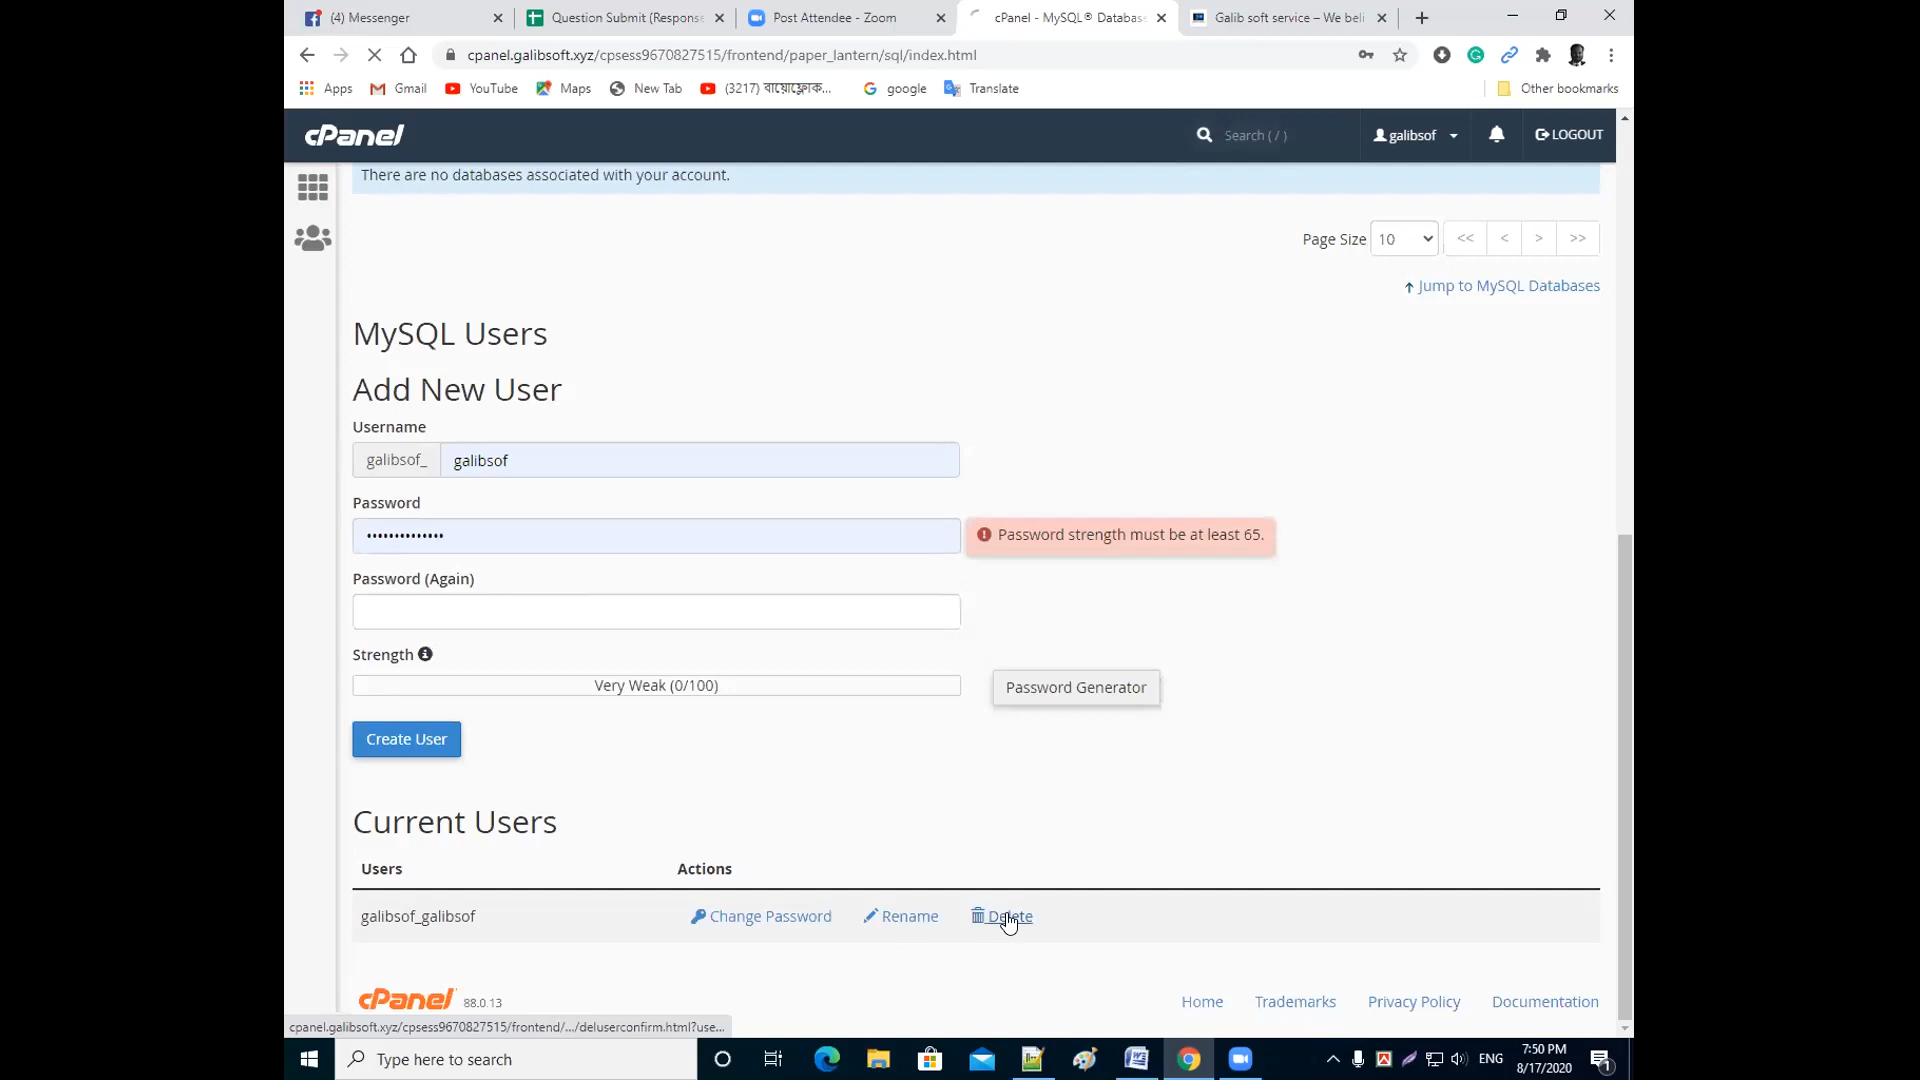 (4) Messenger
Question Submit (Respons
Post Attendee - Zoom
cPanel - MySQL® Databas
Galib soft service – We beli
cpanel.galibsoft.xyz/cpsess9670827515/frontend/paper_lantern/sql/index.html
Apps Gmail YouTube Maps New Tab (3217) বায়োফ্লোক... google Translate Other bookmarks
cPanel Search ( / ) galibsof LOGOUT
There are no databases associated with your account.
Page Size 10 << < > >>
Jump to MySQL Databases
MySQL Users
Add New User
Username
galibsof_ galibsof
Password
Password strength must be at least 65.
Password (Again)
Strength
Very Weak (0/100)
Password Generator
Create User
Current Users
Users Actions
galibsof_galibsof Change Password Rename Delete
cPanel 88.0.13 Home Trademarks Privacy Policy Documentation
cpanel.galibsoft.xyz/cpsess9670827515/frontend/.../deluserconfirm.html?use...
Type here to search
ENG
7:50 PM
8/17/2020
1